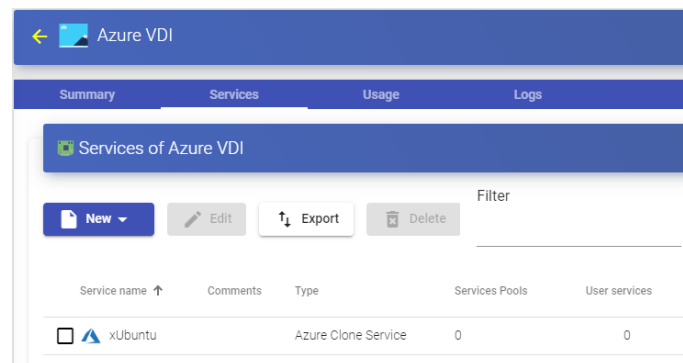 Azure VDI
Summary Services Usage Logs
Services of Azure VDI
Filter
New Edit Export Delete
Service name Comments Type Services Pools User services
xUbuntu Azure Clone Service 0 0